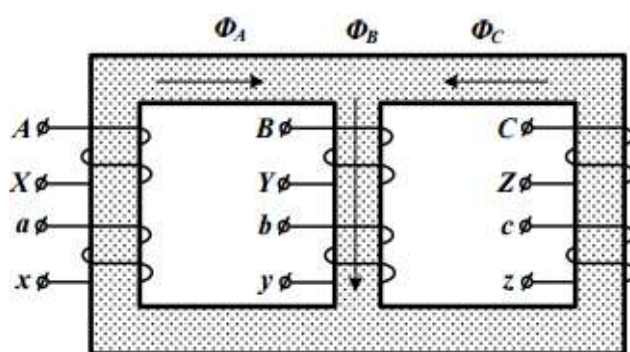 Φ_A Φ_B Φ_C
A B C
X Y Z
a b c
x y z